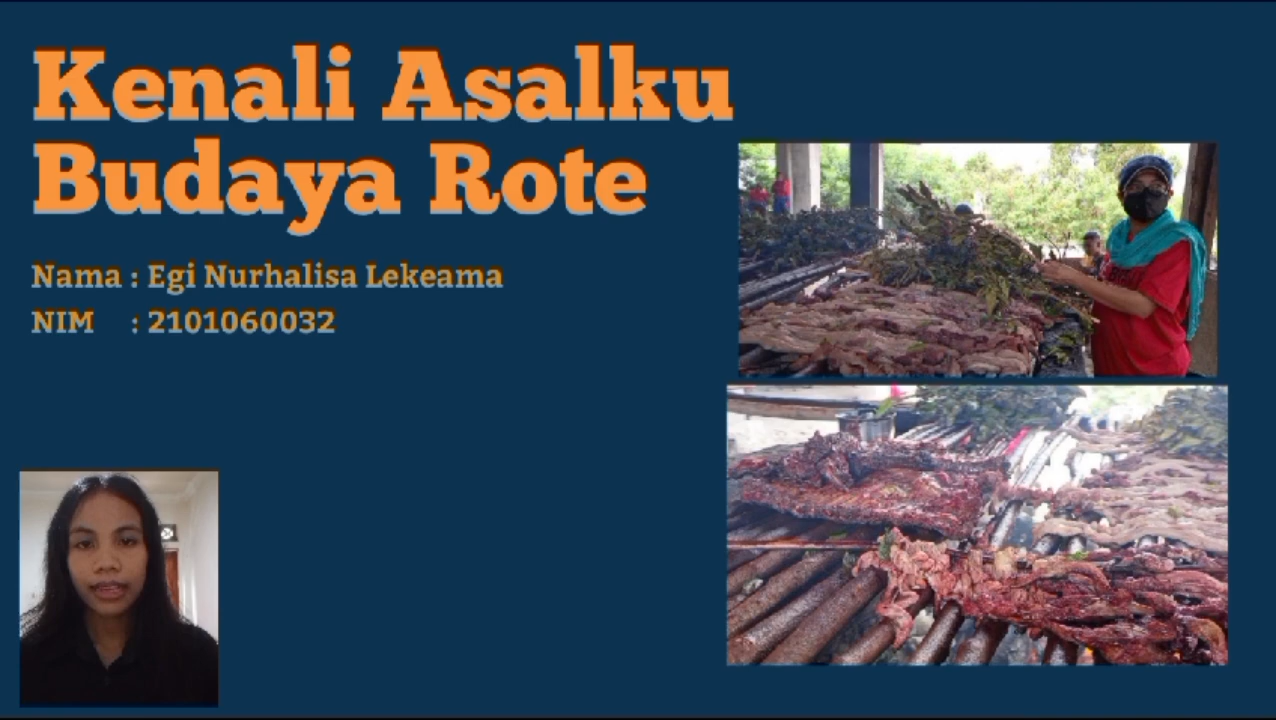 Kenali Asalku
Budaya Rote
Nama : Egi Nurhalisa Lekeama
NIM : 2101060032